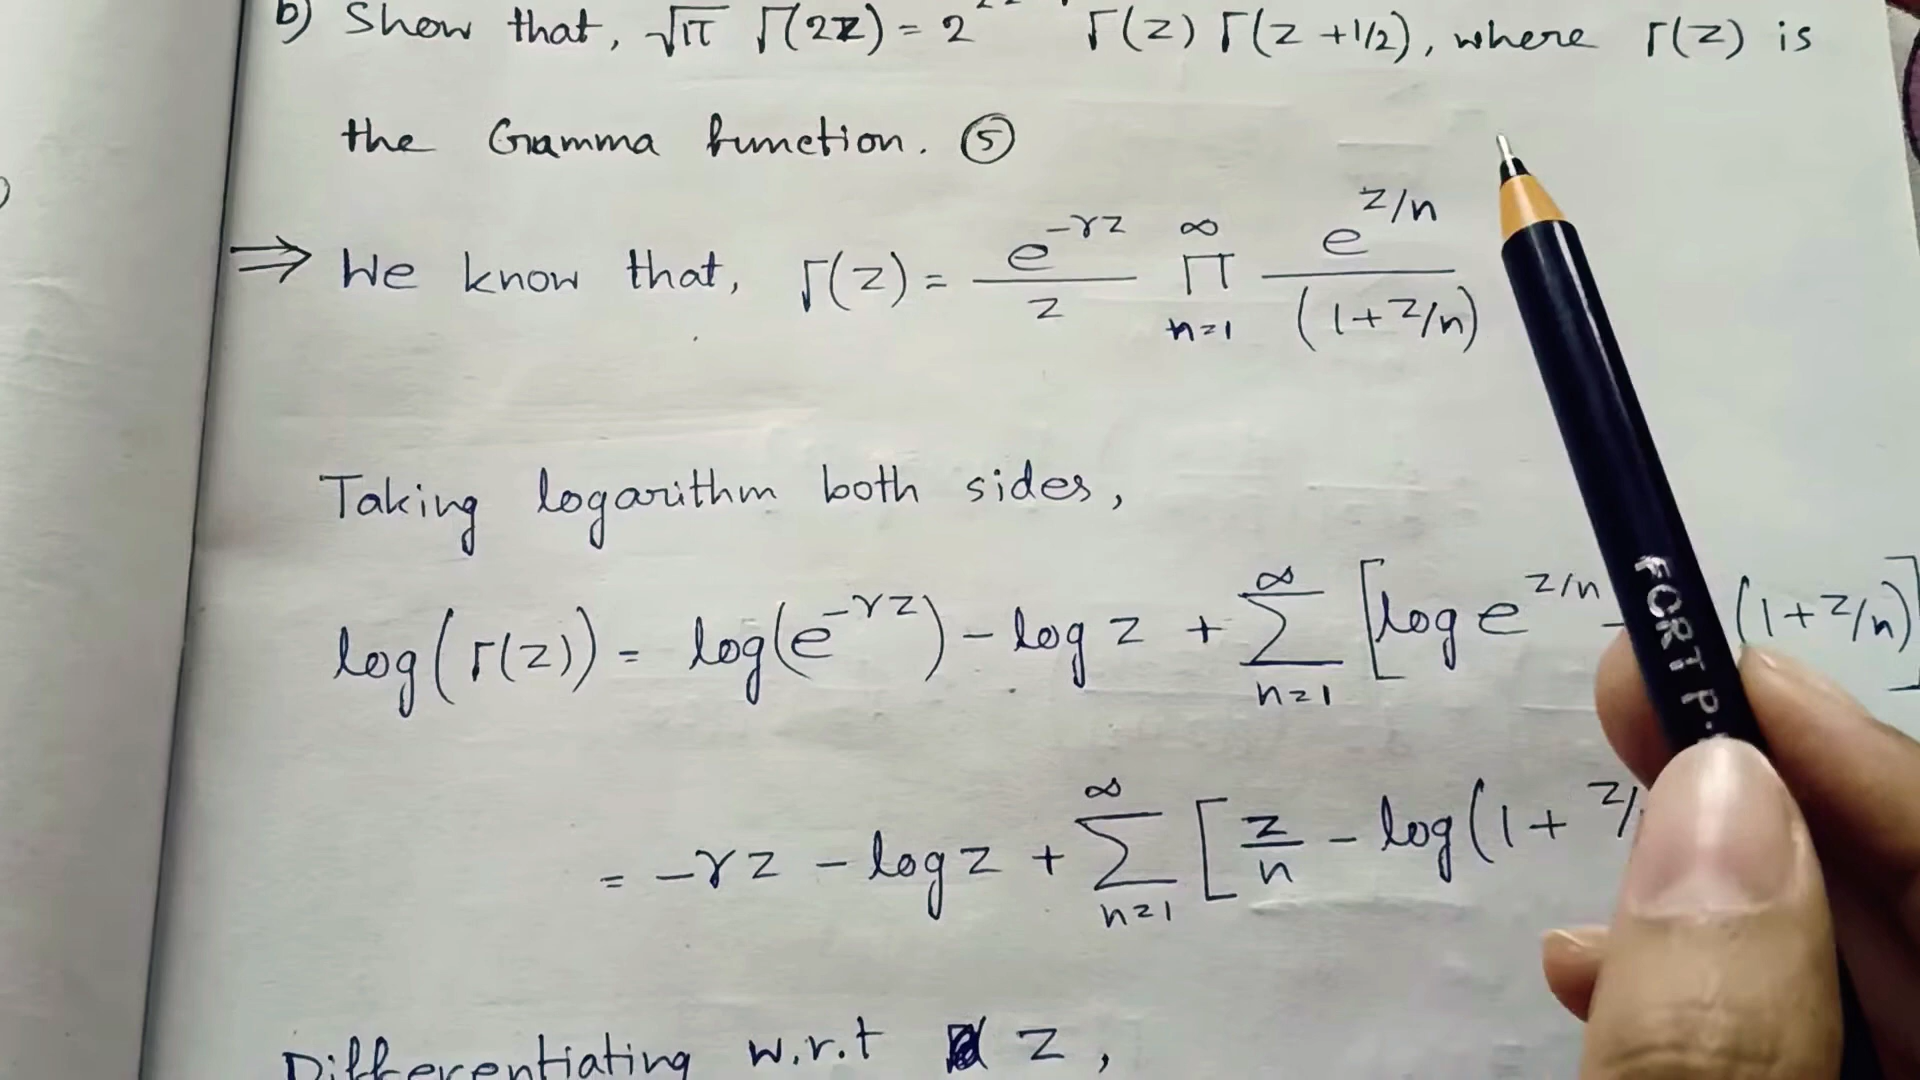 b) Show that, √π Γ(2z) = 2 Γ(z) Γ(z + 1/2), where Γ(z) is
the Gamma function. ⑤
⇒ We know that, Γ(z) = e^{-γz}/z ∏_{n=1}^{∞} e^{z/n}/(1+z/n)
Taking logarithm both sides,
log(Γ(z)) = log(e^{-γz}) - log z + ∑_{n=1}^{∞} [log e^{z/n} - (1+z/n)]
= -γz - log z + ∑_{n=1}^{∞} [z/n - log(1 + z/
Differentiating w.r.t z,
FORT P.